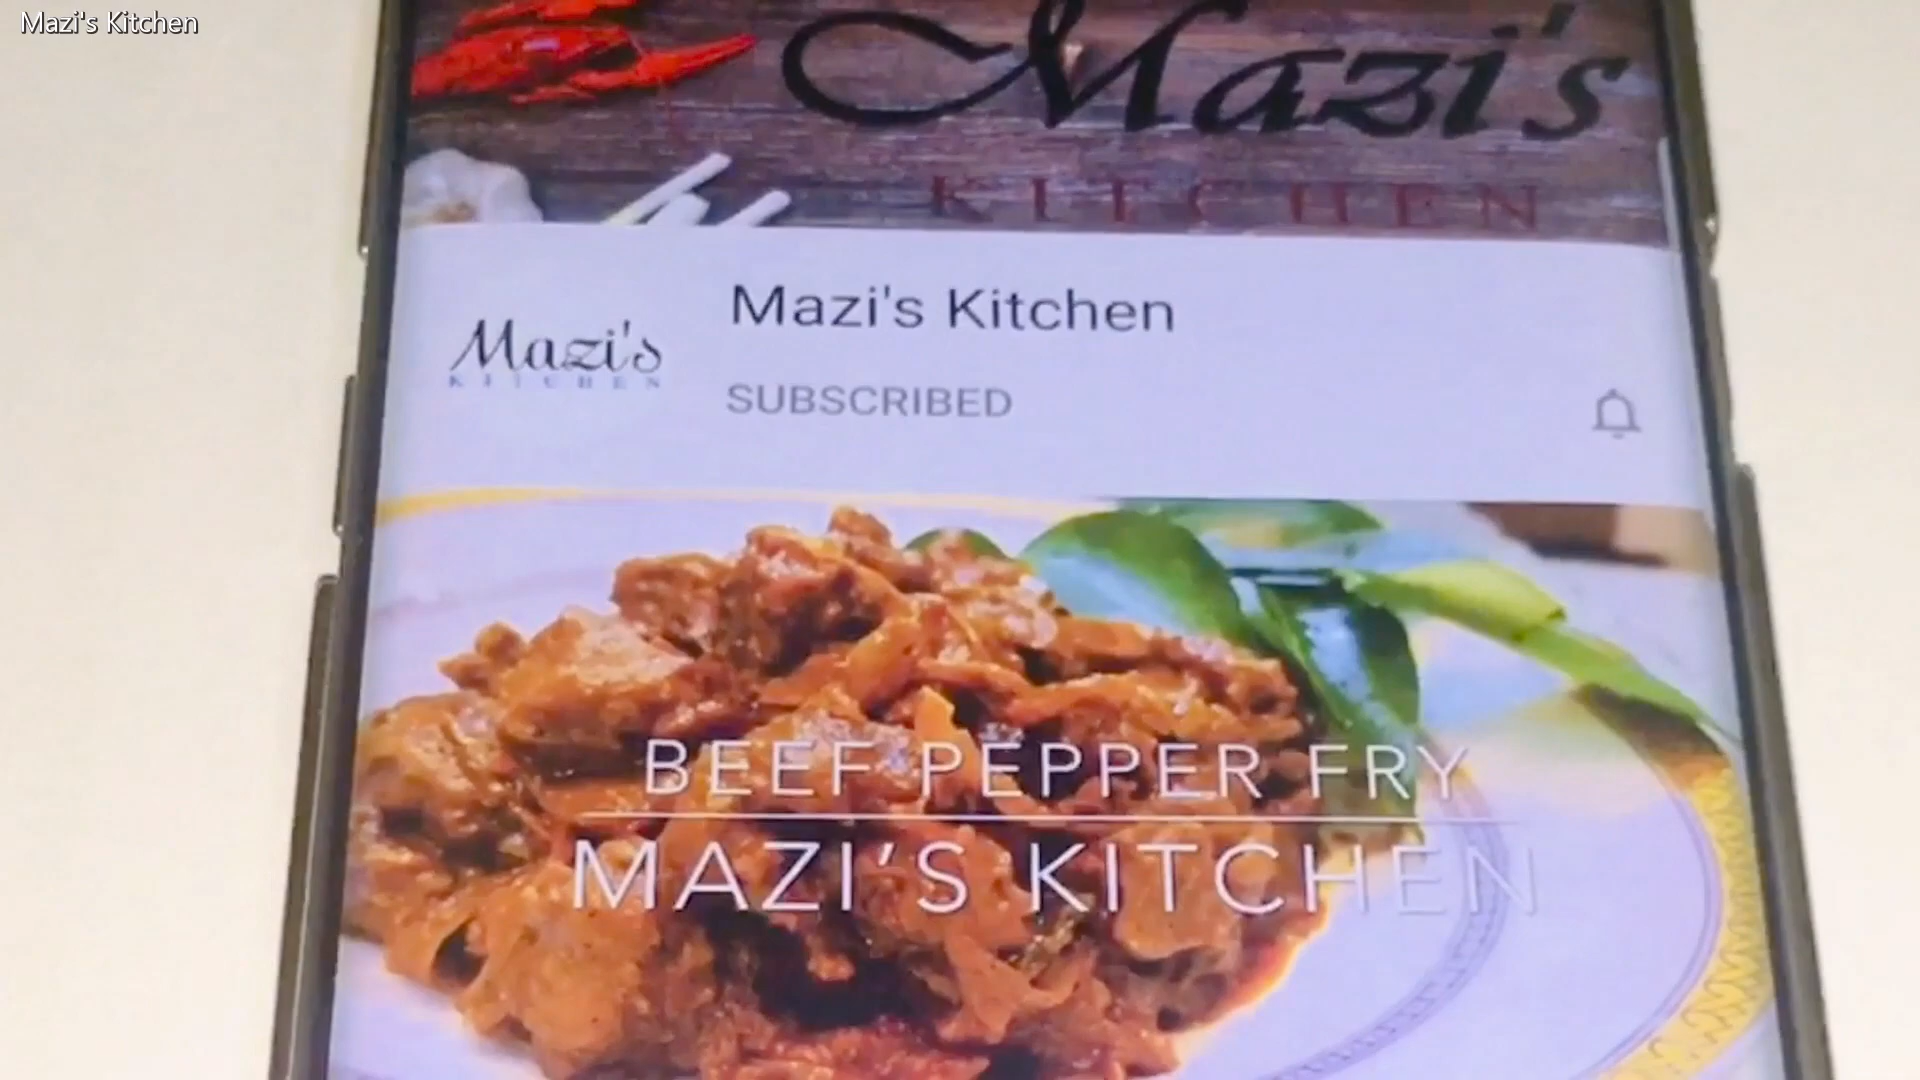 Mazi's Kitchen
Mazi's
KITCHEN
Mazi's Kitchen
Mazi's
KITCHEN
SUBSCRIBED
BEEF PEPPER FRY
MAZI'S KITCHEN